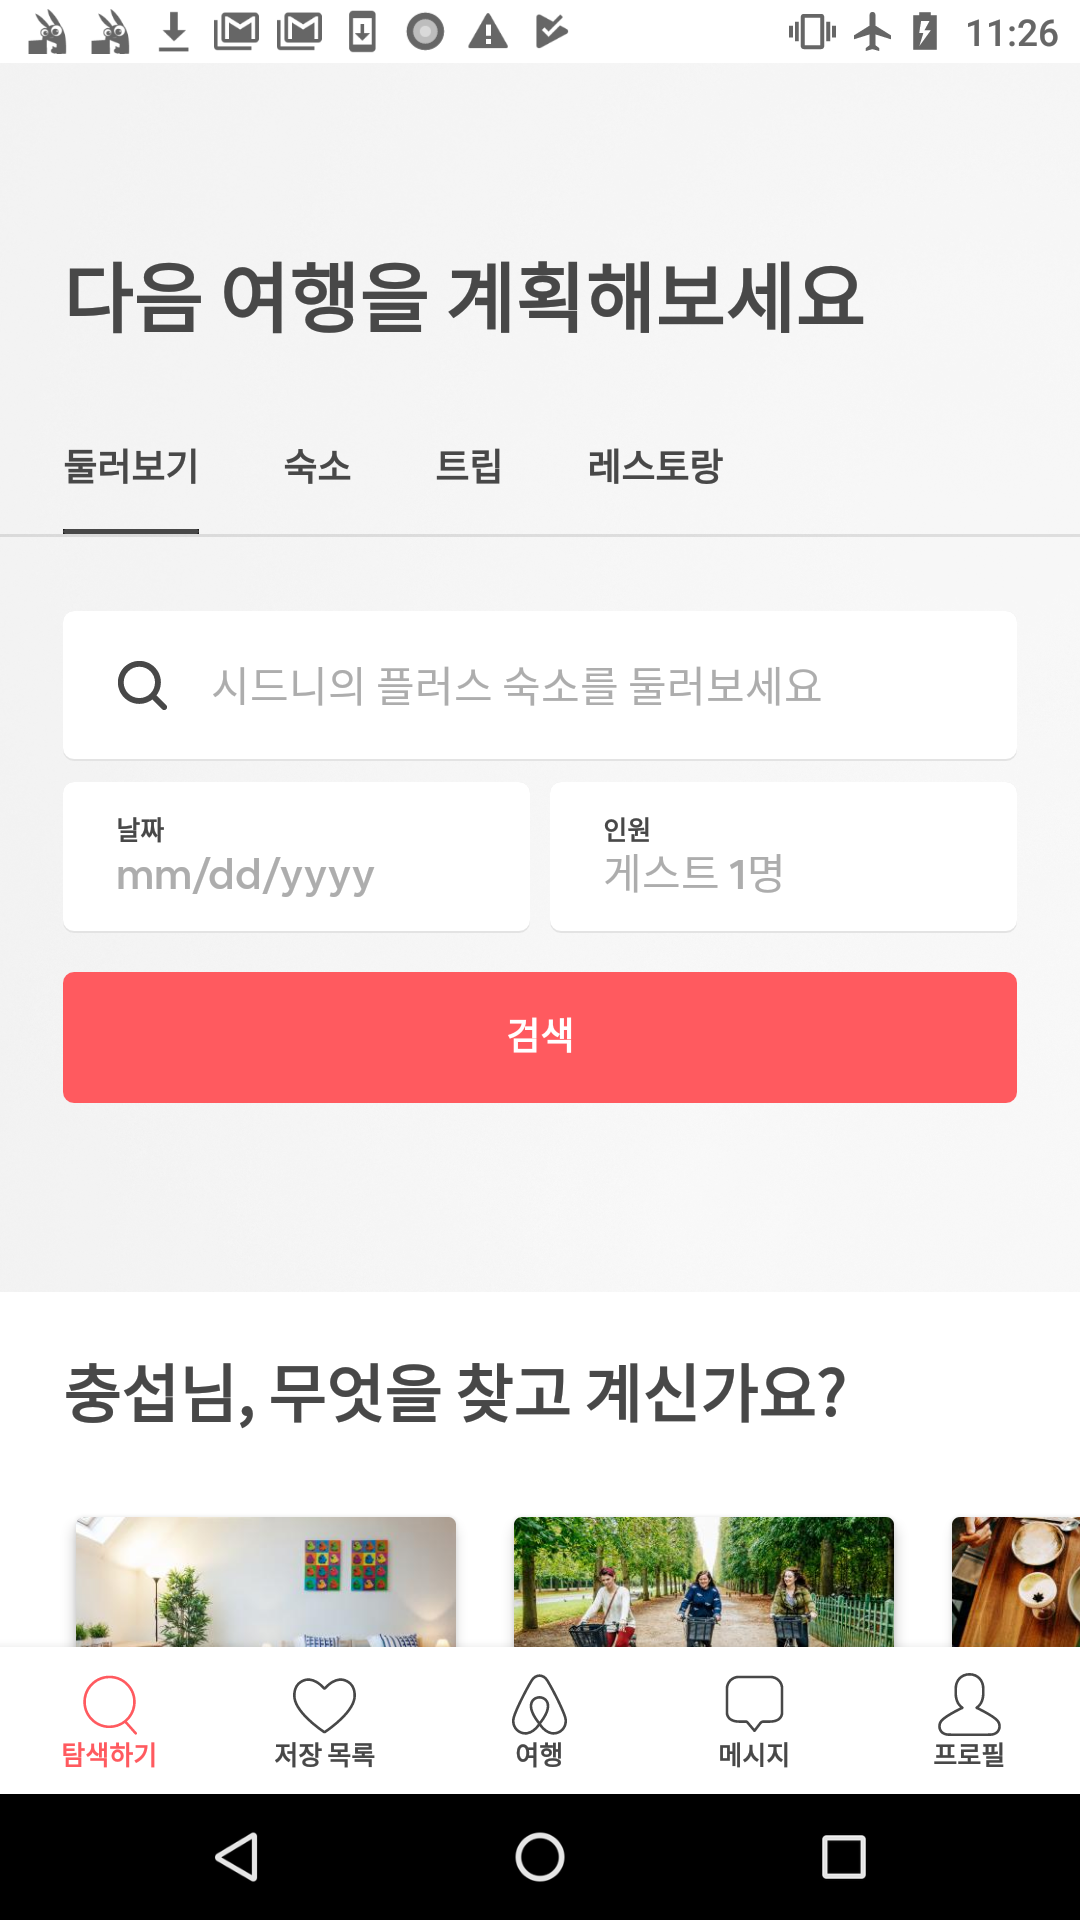 11:26
다음 여행을 계획해보세요
둘러보기 숙소 트립 레스토랑
시드니의 플러스 숙소를 둘러보세요
날짜 인원
mm/dd/yyyy 게스트 1명
검색
충섭님, 무엇을 찾고 계신가요?
탐색하기 저장 목록 여행 메시지 프로필